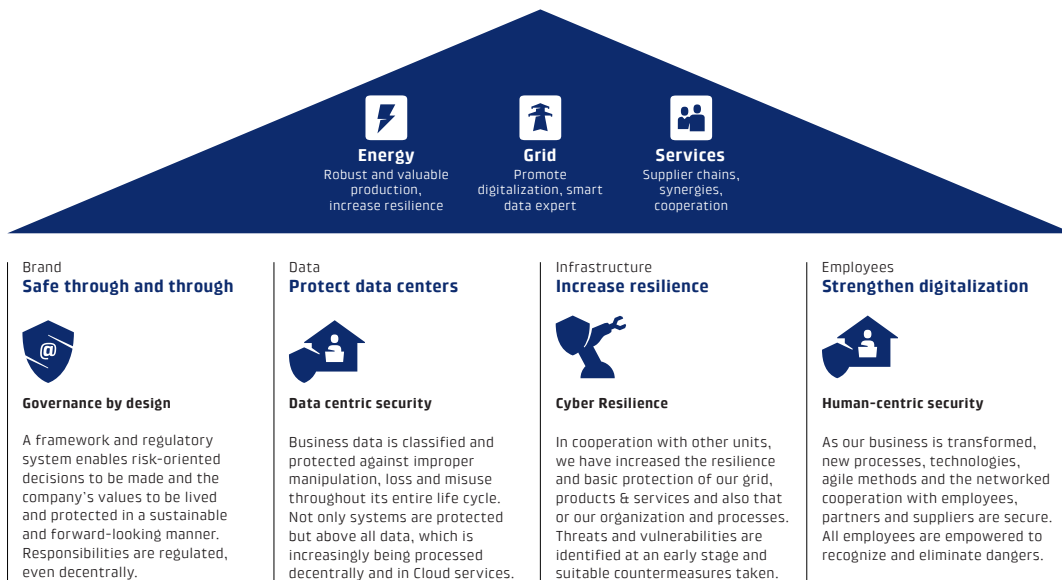 Energy
Robust and valuable
production,
increase resilience
Grid
Promote
digitalization, smart
data expert
Services
Supplier chains,
synergies,
cooperation
Brand
Safe through and through
@
Governance by design
A framework and regulatory
system enables risk-oriented
decisions to be made and the
company's values to be lived
and protected in a sustainable
and forward-looking manner.
Responsibilities are regulated,
even decentrally.
Data
Protect data centers
Data centric security
Business data is classified and
protected against improper
manipulation, loss and misuse
throughout its entire life cycle.
Not only systems are protected
but above all data, which is
increasingly being processed
decentrally and in Cloud services.
Infrastructure
Increase resilience
Cyber Resilience
In cooperation with other units,
we have increased the resilience
and basic protection of our grid,
products & services and also that
or our organization and processes.
Threats and vulnerabilities are
identified at an early stage and
suitable countermeasures taken.
Employees
Strengthen digitalization
Human-centric security
As our business is transformed,
new processes, technologies,
agile methods and the networked
cooperation with employees,
partners and suppliers are secure.
All employees are empowered to
recognize and eliminate dangers.